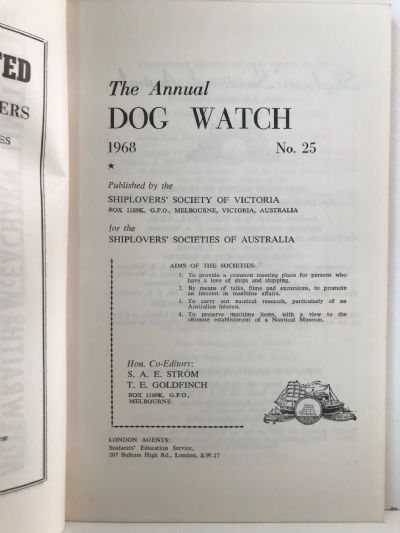 TED
ERS
ES
The Annual
DOG WATCH
1968 No. 25
★
Published by the
SHIPLOVERS' SOCIETY OF VICTORIA
BOX 1169K, G.P.O., MELBOURNE, VICTORIA, AUSTRALIA
for the
SHIPLOVERS' SOCIETIES OF AUSTRALIA
AIMS OF THE SOCIETIES:
1. To provide a common meeting place for persons who
have a love of ships and shipping.
2. By means of talks, films and excursions, to promote
an interest in maritime affairs.
3. To carry out nautical research, particularly of an
Australian interest.
4. To preserve maritime items, with a view to the
ultimate establishment of a Nautical Museum.
Hon. Co-Editors:
S. A. E. STROM
T. E. GOLDFINCH
BOX 1169K, G.P.O.,
MELBOURNE
LONDON AGENTS:
Seafarers' Education Service,
207 Balham High Rd., London, S.W.17